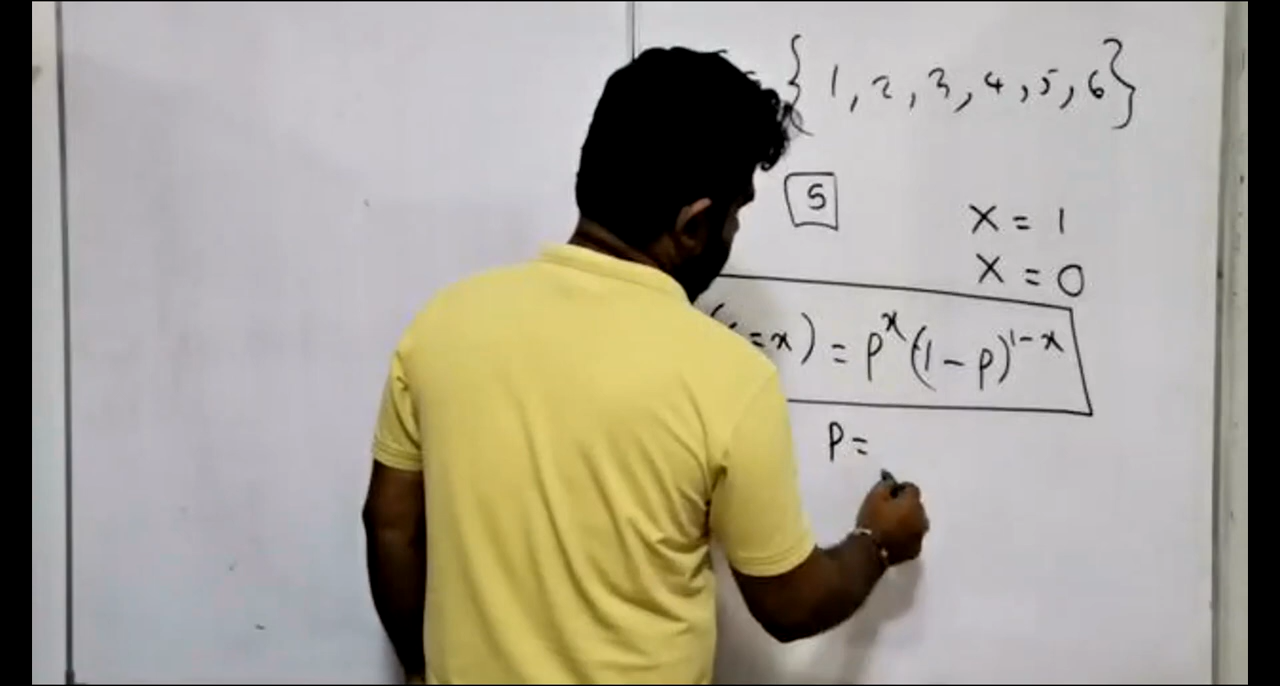 {1, 2, 3, 4, 5, 6}
5
X = 1
X = 0
= x) = p^x (1 - p)^{1 - x}
P =